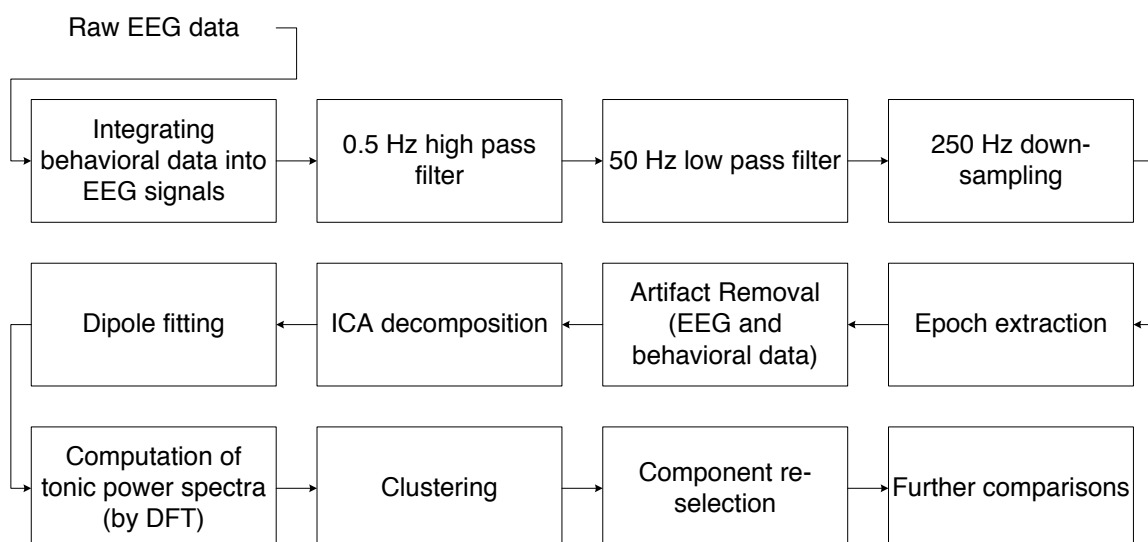 Raw EEG data
Integrating
behavioral data into
EEG signals
0.5 Hz high pass
filter
50 Hz low pass filter
250 Hz down-
sampling
Epoch extraction
Artifact Removal
(EEG and
behavioral data)
ICA decomposition
Dipole fitting
Computation of
tonic power spectra
(by DFT)
Clustering
Component re-
selection
Further comparisons